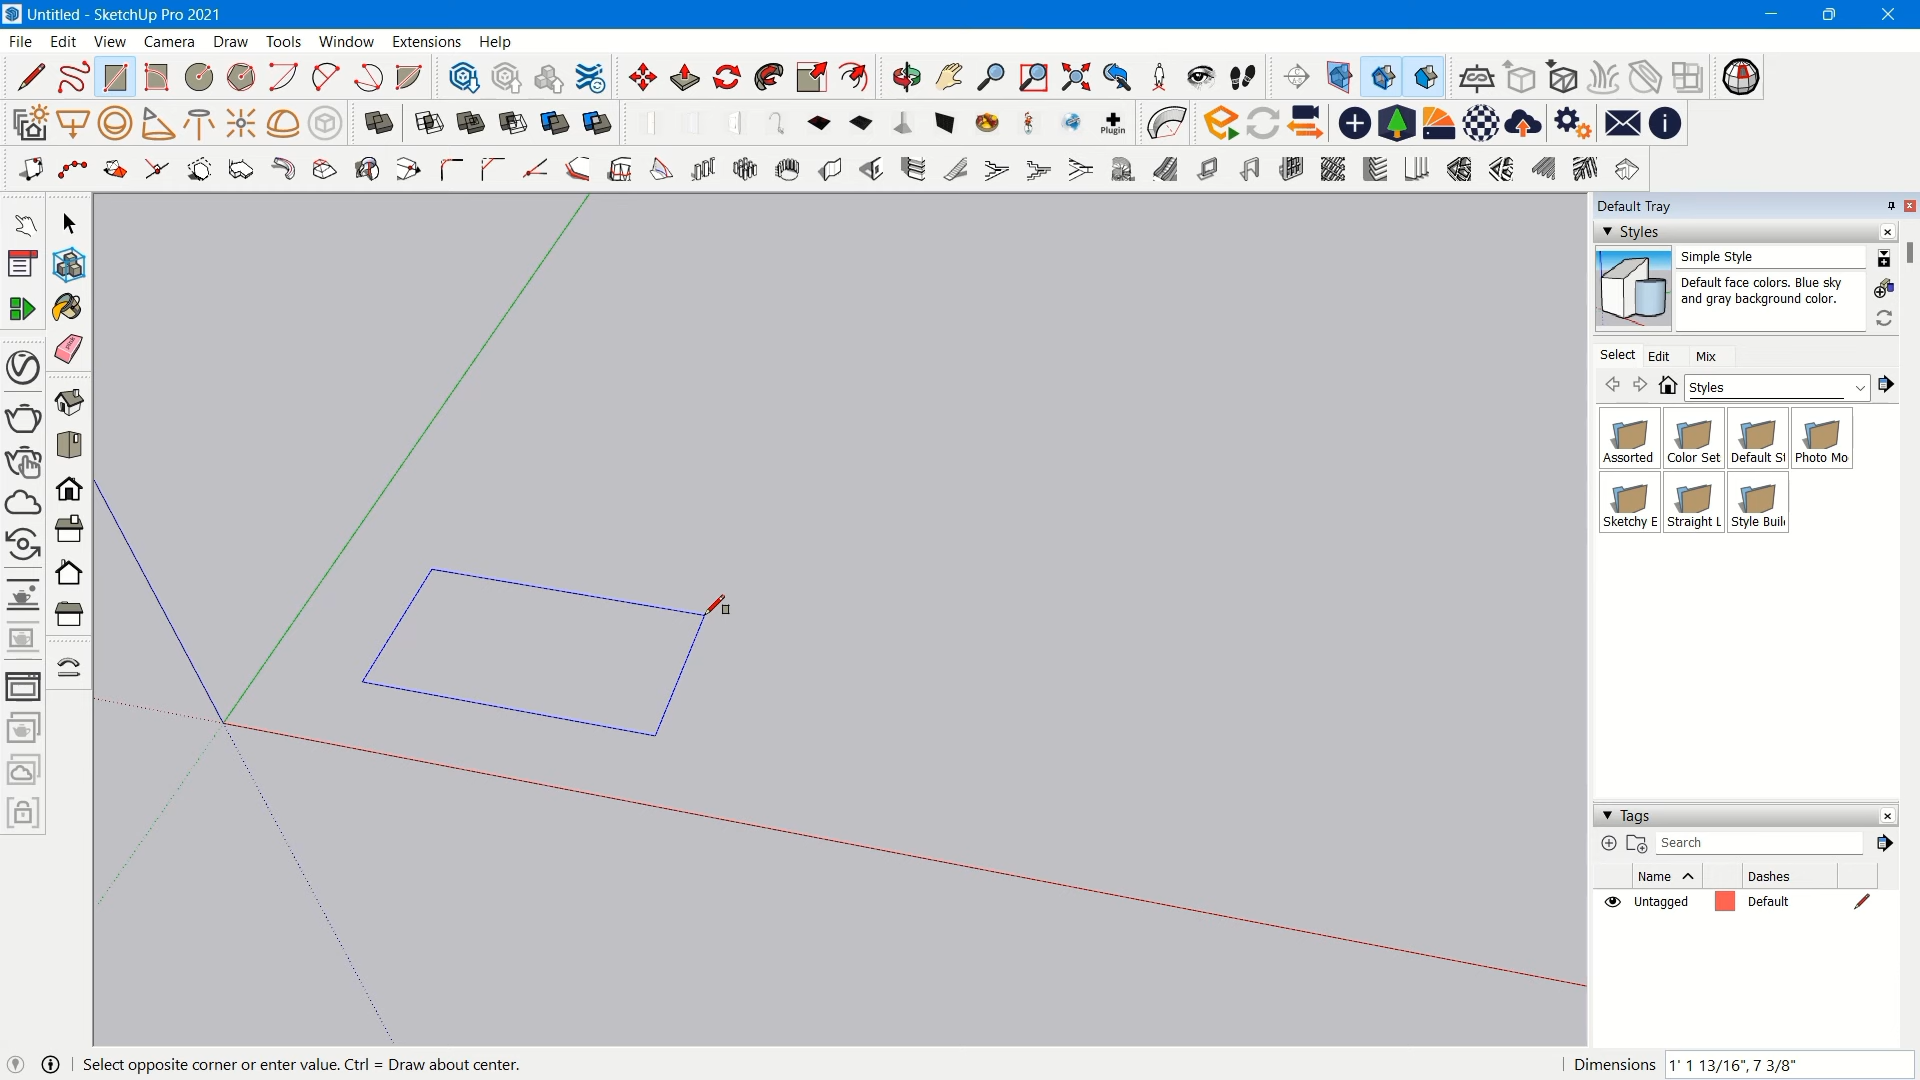 Untitled - SketchUp Pro 2021
File Edit View Camera Draw Tools Window Extensions Help
Plugin
Default Tray
Styles
Simple Style
Default face colors. Blue sky
and gray background color.
Select Edit Mix
Styles
Assorted Color Set Default St Photo Mo
Sketchy E Straight L Style Buil
Tags
Search
Name Dashes
Untagged Default
Select opposite corner or enter value. Ctrl = Draw about center.
Dimensions 1' 1 13/16", 7 3/8"